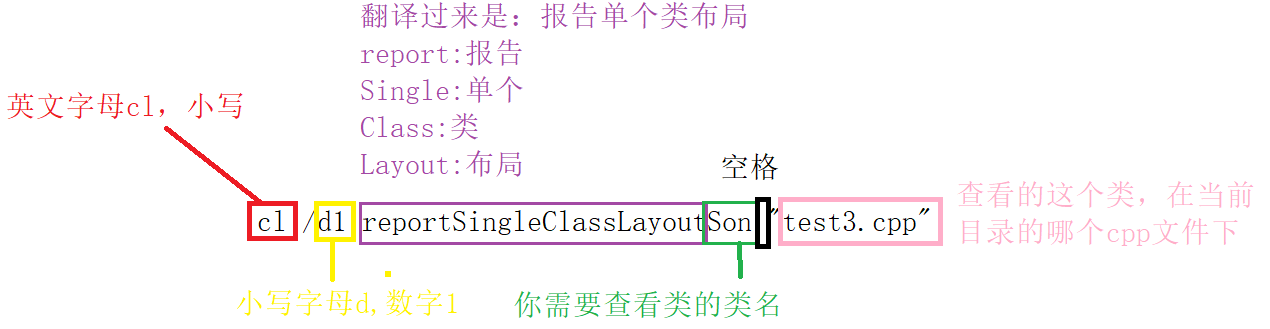 翻译过来是：报告单个类布局
report:报告
Single:单个
Class:类
Layout:布局
英文字母cl，小写
空格
cl /d1 reportSingleClassLayoutSon "test3.cpp"
查看的这个类，在当前
目录的哪个cpp文件下
小写字母d,数字1
你需要查看类的类名